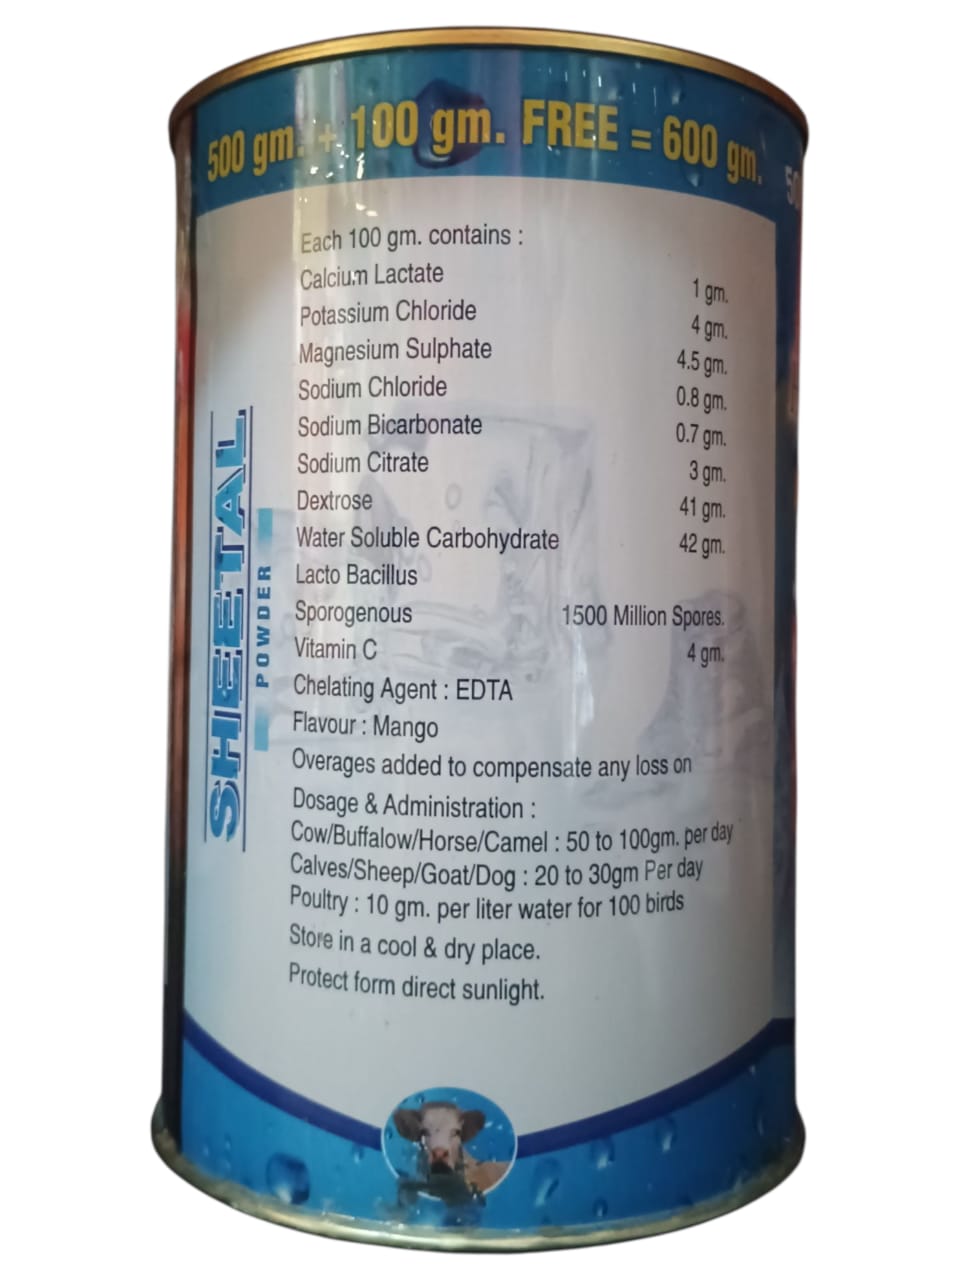 500 gm. + 100 gm. FREE = 600 gm.
Each 100 gm. contains :
Calcium Lactate 1 gm.
Potassium Chloride 4 gm.
Magnesium Sulphate 4.5 gm.
Sodium Chloride 0.8 gm.
Sodium Bicarbonate 0.7 gm.
Sodium Citrate 3 gm.
Dextrose 41 gm.
Water Soluble Carbohydrate 42 gm.
Lacto Bacillus
Sporogenous 1500 Million Spores.
Vitamin C 4 gm.
Chelating Agent : EDTA
Flavour : Mango
Overages added to compensate any loss on
Dosage & Administration :
Cow/Buffalow/Horse/Camel : 50 to 100gm. per day
Calves/Sheep/Goat/Dog : 20 to 30gm Per day
Poultry : 10 gm. per liter water for 100 birds
Store in a cool & dry place.
Protect form direct sunlight.
SHEETAL
POWDER